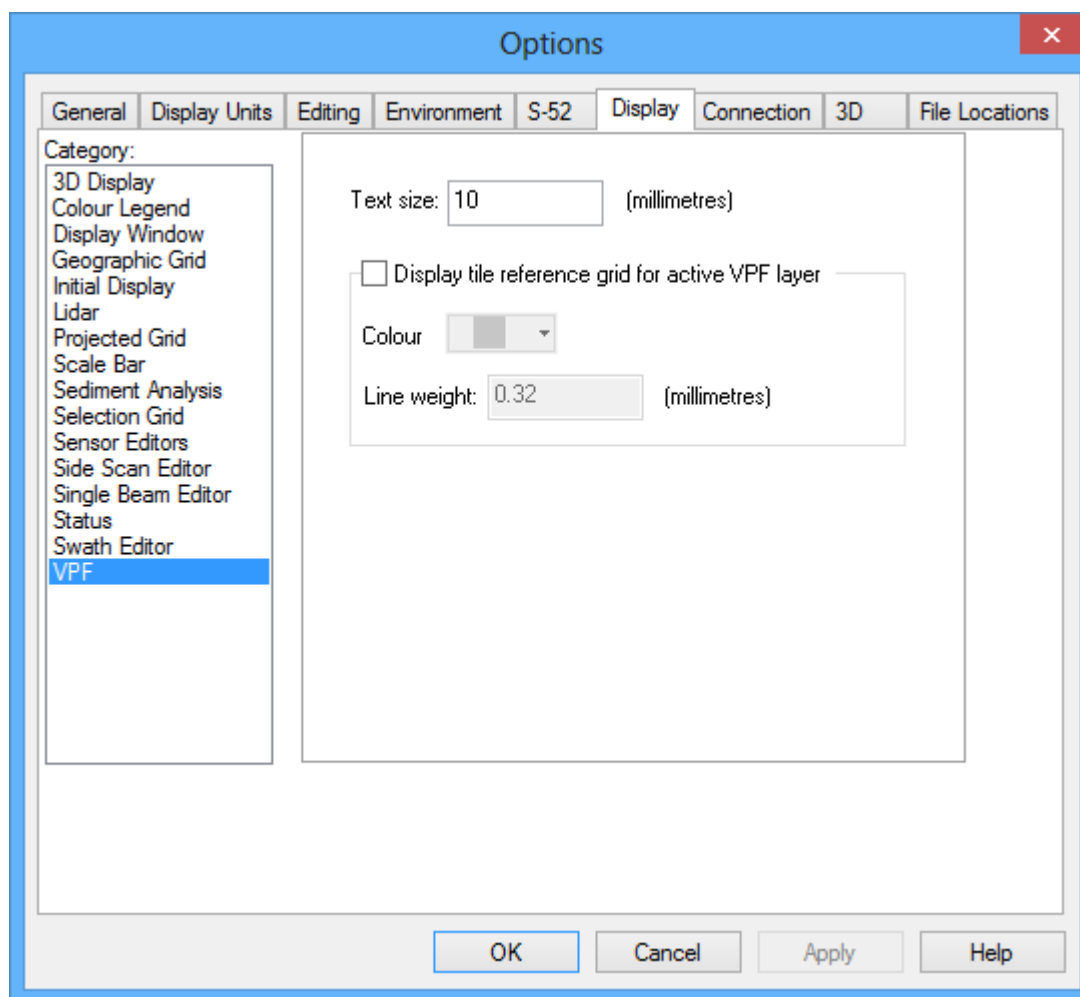 Options
General Display Units Editing Environment S-52 Display Connection 3D File Locations
Category:
3D Display
Colour Legend
Display Window
Geographic Grid
Initial Display
Lidar
Projected Grid
Scale Bar
Sediment Analysis
Selection Grid
Sensor Editors
Side Scan Editor
Single Beam Editor
Status
Swath Editor
VPF
Text size: 10 (millimetres)
Display tile reference grid for active VPF layer
Colour
Line weight: 0.32 (millimetres)
OK Cancel Apply Help